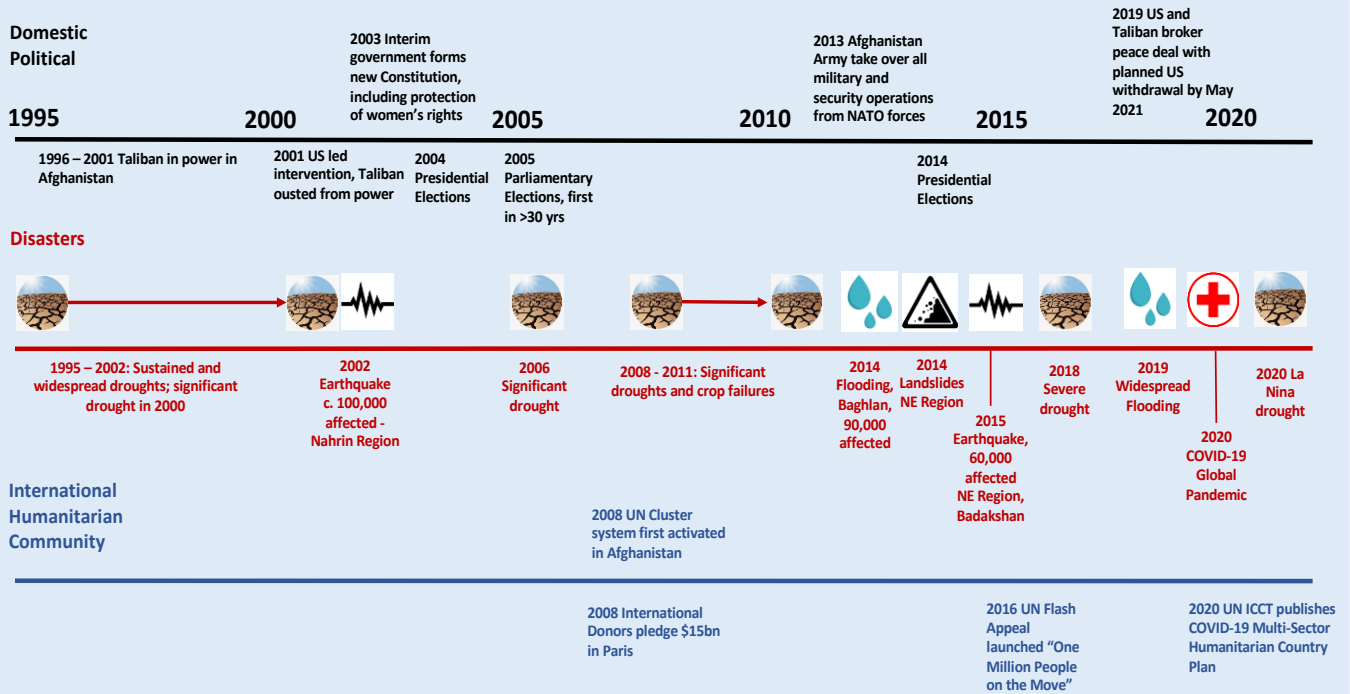 Domestic
Political
2003 Interim
government forms
new Constitution,
including protection
of women's rights
2013 Afghanistan
Army take over all
military and
security operations
from NATO forces
2019 US and
Taliban broker
peace deal with
planned US
withdrawal by May
2021
1995
2000
2005
2010
2015
2020
1996 – 2001 Taliban in power in
Afghanistan
2001 US led
intervention, Taliban
ousted from power
2004
Presidential
Elections
2005
Parliamentary
Elections, first
in >30 yrs
2014
Presidential
Elections
Disasters
1995 – 2002: Sustained and
widespread droughts; significant
drought in 2000
2002
Earthquake
c. 100,000
affected -
Nahrin Region
2006
Significant
drought
2008 - 2011: Significant
droughts and crop failures
2014
Flooding,
Baghlan,
90,000
affected
2014
Landslides
NE Region
2015
Earthquake,
60,000
affected
NE Region,
Badakshan
2018
Severe
drought
2019
Widespread
Flooding
2020
COVID-19
Global
Pandemic
2020 La
Nina
drought
International
Humanitarian
Community
2008 UN Cluster
system first activated
in Afghanistan
2008 International
Donors pledge $15bn
in Paris
2016 UN Flash
Appeal
launched “One
Million People
on the Move”
2020 UN ICCT publishes
COVID-19 Multi-Sector
Humanitarian Country
Plan